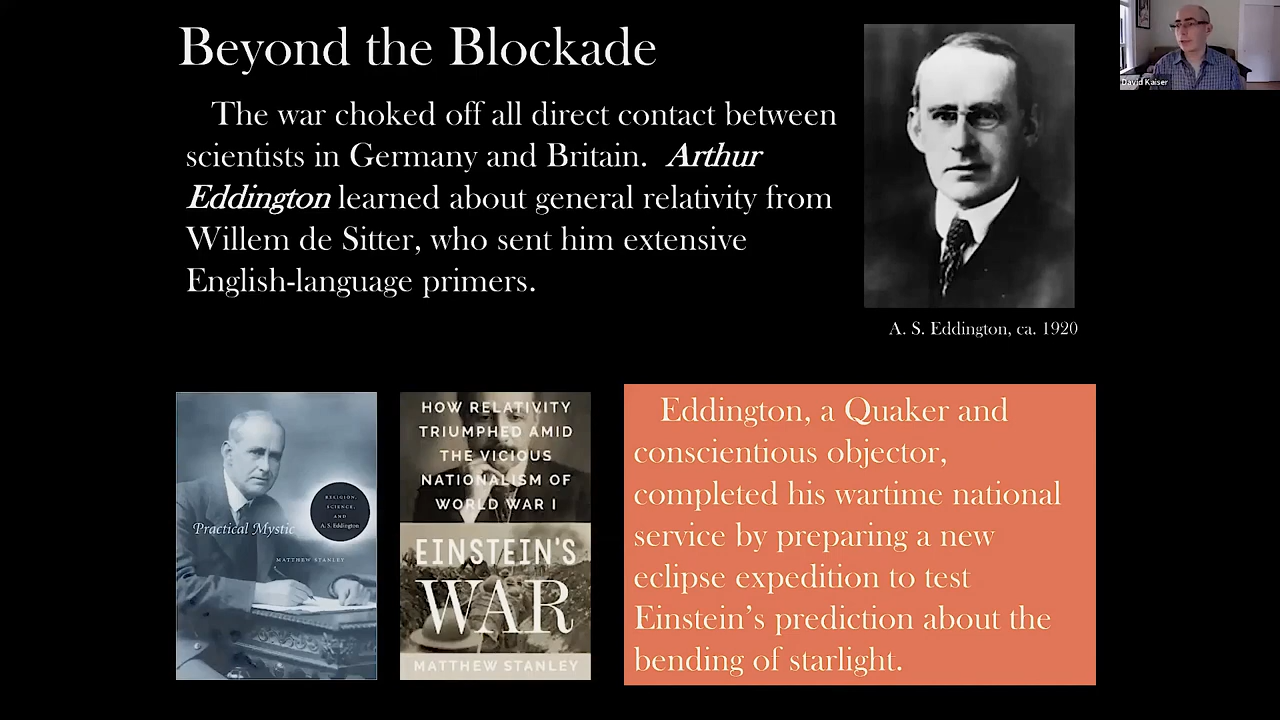 Beyond the Blockade
The war choked off all direct contact between
scientists in Germany and Britain. Arthur
Eddington learned about general relativity from
Willem de Sitter, who sent him extensive
English-language primers.
A. S. Eddington, ca. 1920
David Kaiser
Practical Mystic
RELIGION,
SCIENCE,
AND
A. S. Eddington
MATTHEW STANLEY
HOW RELATIVITY
TRIUMPHED AMID
THE VICIOUS
NATIONALISM OF
WORLD WAR I
EINSTEIN'S
WAR
MATTHEW STANLEY
Eddington, a Quaker and
conscientious objector,
completed his wartime national
service by preparing a new
eclipse expedition to test
Einstein's prediction about the
bending of starlight.